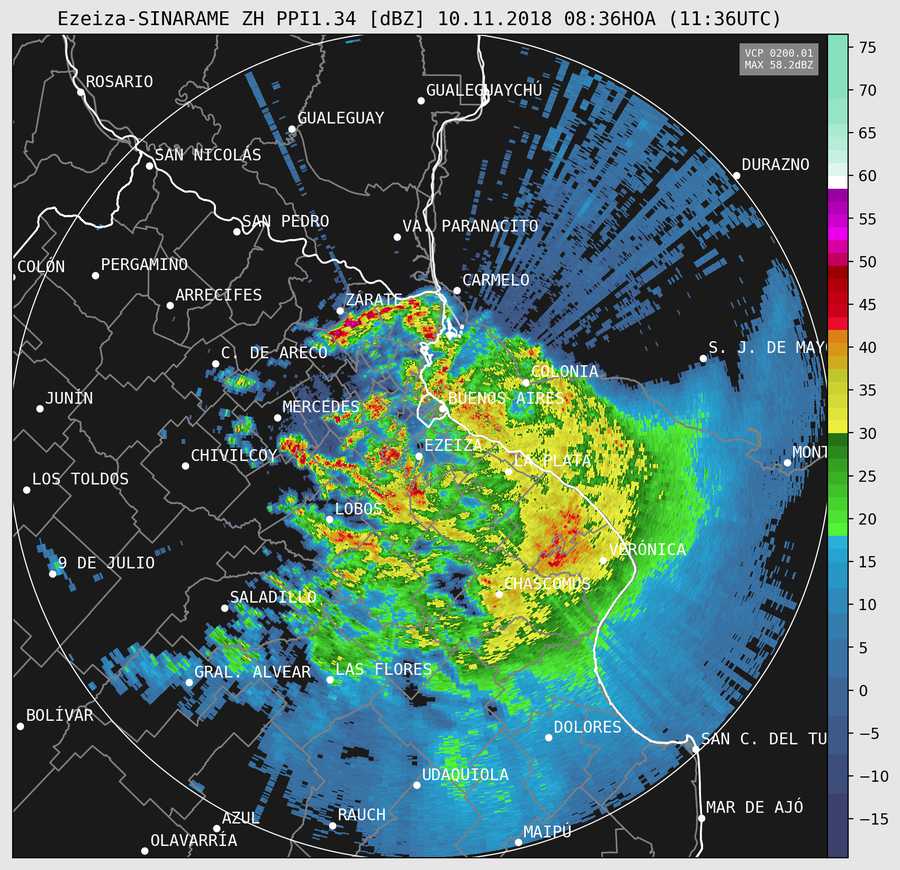 Ezeiza-SINARAME ZH PPI1.34 [dBZ] 10.11.2018 08:36HOA (11:36UTC)
VCP 0200.01
MAX 58.2dBZ
75
70
65
60
55
50
45
40
35
30
25
20
15
10
5
0
−5
−10
−15
ROSARIO
GUALEGUAYCHÚ
GUALEGUAY
SAN NICOLÁS
DURAZNO
SAN PEDRO
VA. PARANACITO
COLÓN
PERGAMINO
CARMELO
ARRECIFES
ZÁRATE
C. DE ARECO
S. J. DE MAY
COLONIA
JUNÍN
MERCEDES
BUENOS AIRES
EZEIZA
CHIVILCOY
LA PLATA
MONT
LOS TOLDOS
LOBOS
VERÓNICA
9 DE JULIO
CHASCOMÚS
SALADILLO
GRAL. ALVEAR
LAS FLORES
BOLÍVAR
DOLORES
SAN C. DEL TU
UDAQUIOLA
MAR DE AJÓ
AZUL
RAUCH
MAIPÚ
OLAVARRÍA